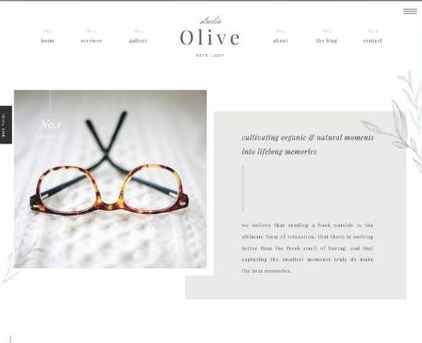 studio
Olive
ESTD | 2017
home
services
gallery
about
the blog
contact
No.1
cultivating organic & natural moments
into lifelong memories
we believe that reading a book outside is the
ultimate form of relaxation, that there is nothing
better than the fresh smell of Spring, and that
capturing the smallest moments truly do make
the best memories.